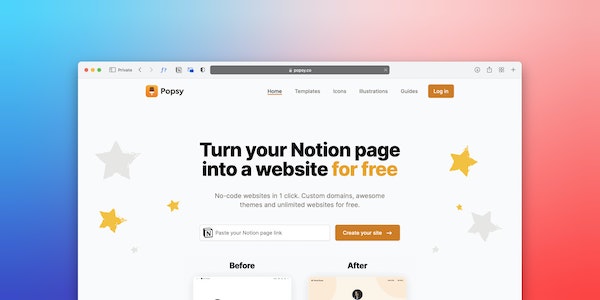 Private
popsy.co
Popsy
Home
Templates
Icons
Illustrations
Guides
Log in
Turn your Notion page
into a website for free
No-code websites in 1 click. Custom domains, awesome
themes and unlimited websites for free.
Paste your Notion page link
Create your site →
Before
After